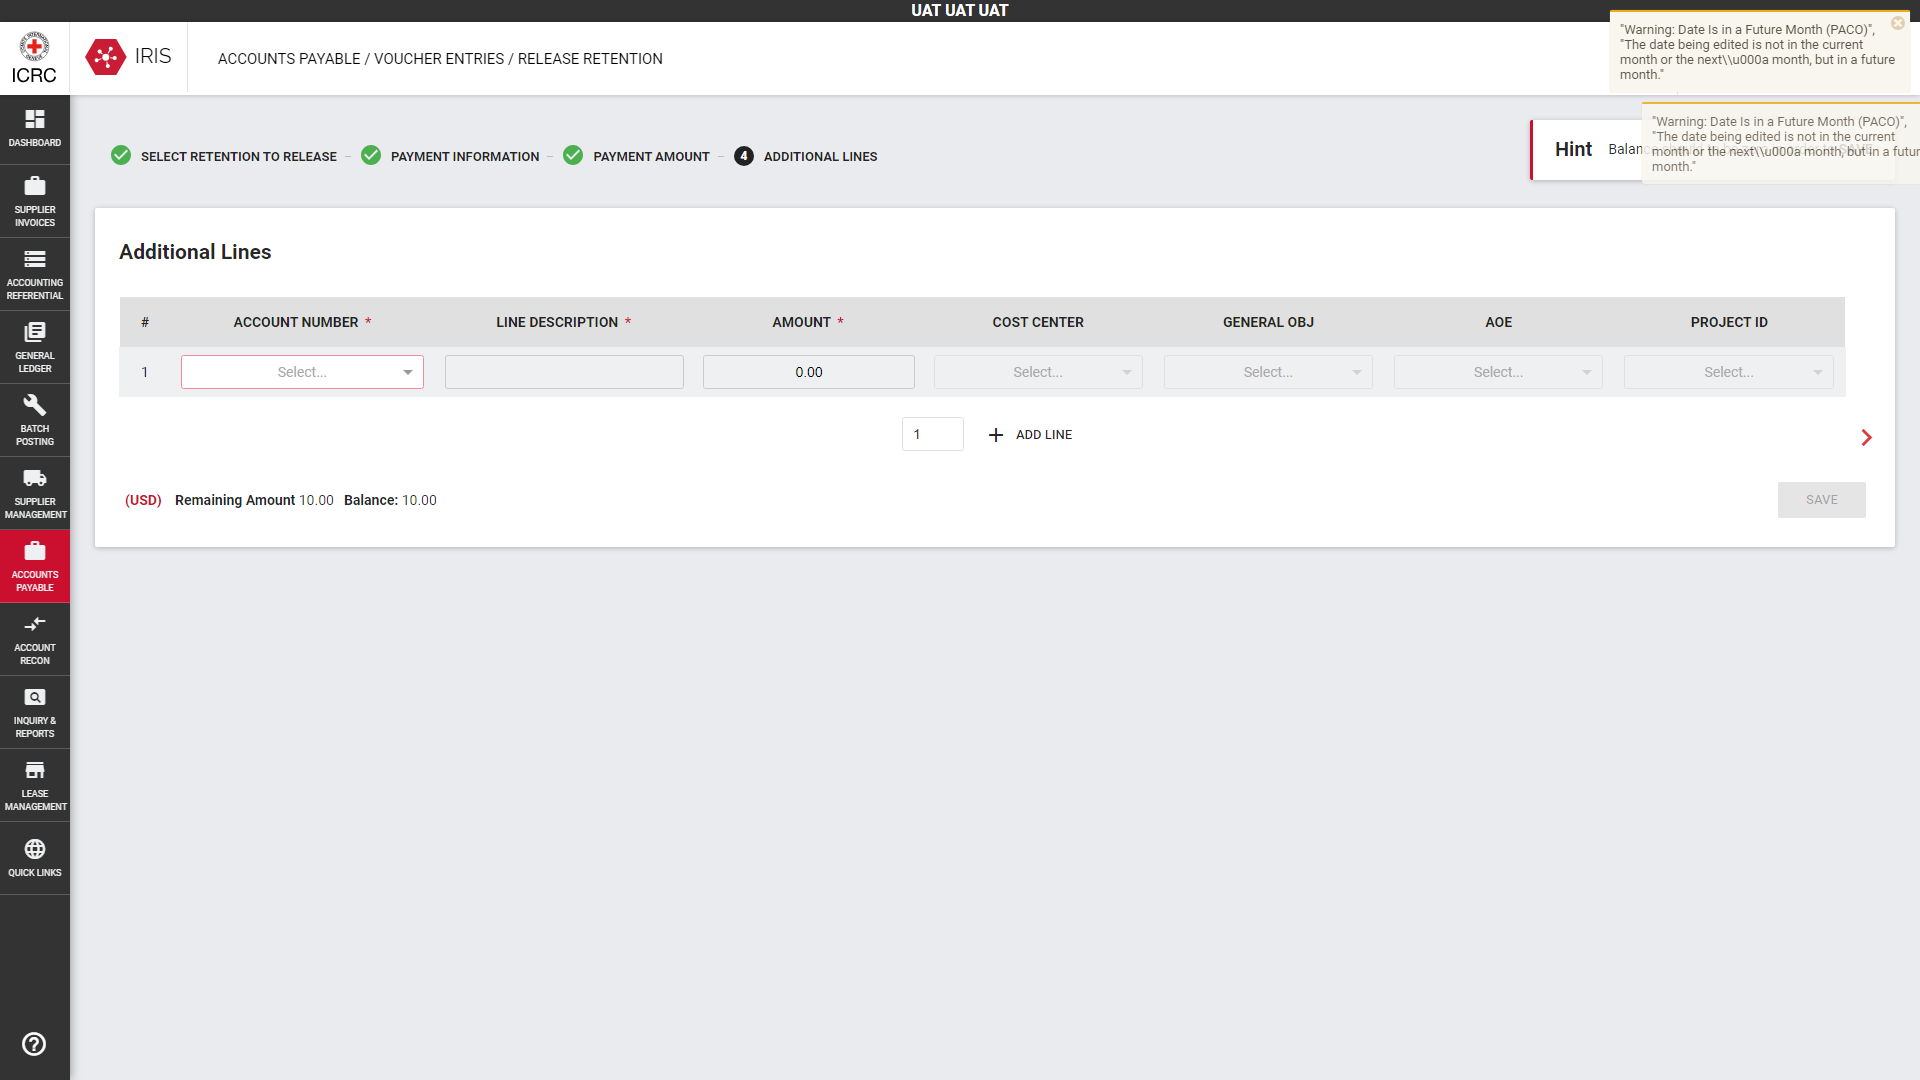 UAT UAT UAT
ICRC
IRIS
ACCOUNTS PAYABLE / VOUCHER ENTRIES / RELEASE RETENTION
"Warning: Date Is in a Future Month (PACO)",
"The date being edited is not in the current
month or the next\\u000a month, but in a future
month."
"Warning: Date Is in a Future Month (PACO)",
"The date being edited is not in the current
month or the next\\u000a month, but in a futur
month."
Hint
SELECT RETENTION TO RELEASE
PAYMENT INFORMATION
PAYMENT AMOUNT
4 ADDITIONAL LINES
DASHBOARD
SUPPLIER
INVOICES
ACCOUNTING
REFERENTIAL
GENERAL
LEDGER
BATCH
POSTING
SUPPLIER
MANAGEMENT
ACCOUNTS
PAYABLE
ACCOUNT
RECON
INQUIRY &
REPORTS
LEASE
MANAGEMENT
QUICK LINKS
Additional Lines
# ACCOUNT NUMBER * LINE DESCRIPTION * AMOUNT * COST CENTER GENERAL OBJ AOE PROJECT ID
1 Select... 0.00 Select... Select... Select... Select...
1 ADD LINE
(USD) Remaining Amount 10.00 Balance: 10.00
SAVE